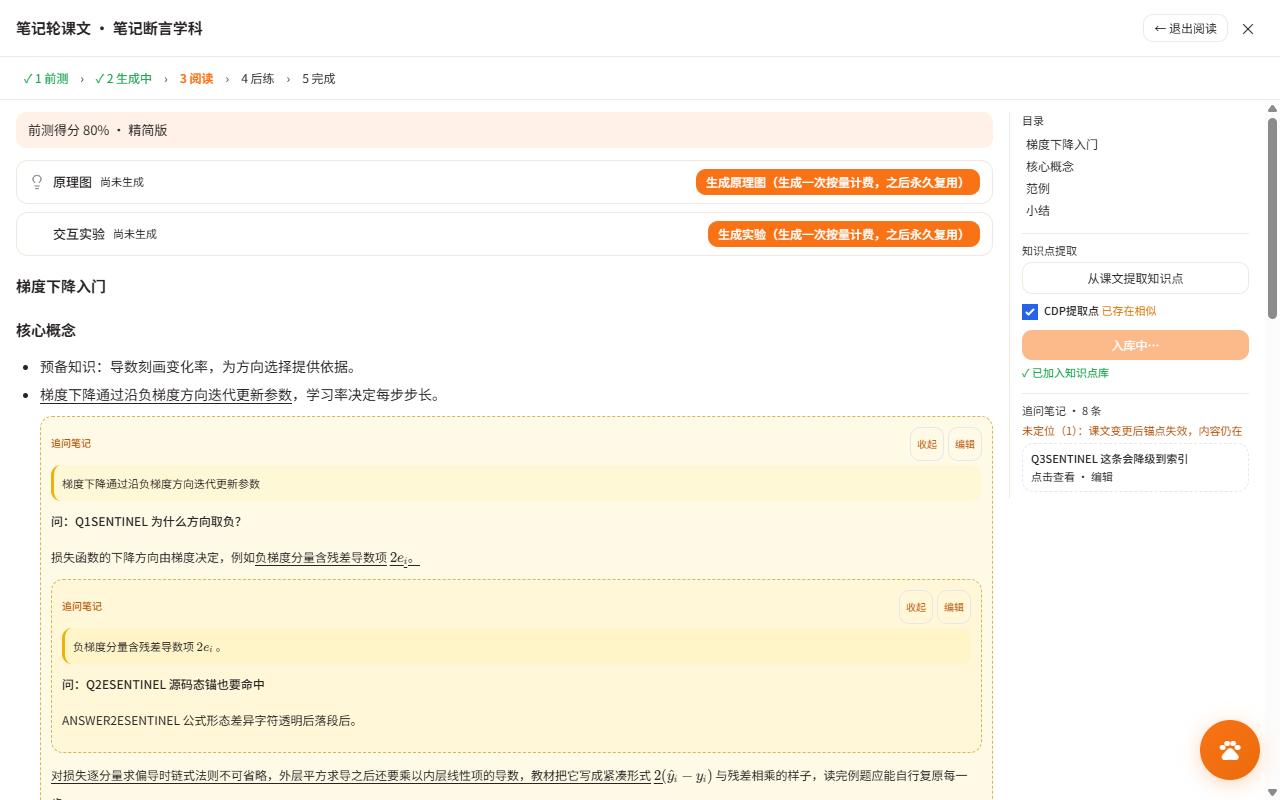 笔记轮课文 · 笔记断言学科
← 退出阅读 ×
✓ 1 前测 › ✓ 2 生成中 › 3 阅读 › 4 后练 › 5 完成
前测得分 80% · 精简版
原理图 尚未生成 生成原理图（生成一次按量计费，之后永久复用）
交互实验 尚未生成 生成实验（生成一次按量计费，之后永久复用）
梯度下降入门
核心概念
• 预备知识：导数刻画变化率，为方向选择提供依据。
• 梯度下降通过沿负梯度方向迭代更新参数，学习率决定每步步长。
追问笔记 收起 编辑
梯度下降通过沿负梯度方向迭代更新参数
问：Q1SENTINEL 为什么方向取负？
损失函数的下降方向由梯度决定，例如负梯度分量含残差导数项 2eᵢ。
追问笔记 收起 编辑
负梯度分量含残差导数项 2eᵢ 。
问：Q2ESENTINEL 源码态锚也要命中
ANSWER2ESENTINEL 公式形态差异字符透明后落段后。
对损失逐分量求偏导时链式法则不可省略，外层平方求导之后还要乘以内层线性项的导数，教材把它写成紧凑形式 2(ŷᵢ − yᵢ) 与残差相乘的样子，读完例题应能自行复原每一
目录
梯度下降入门
核心概念
范例
小结
知识点提取
从课文提取知识点
CDP提取点 已存在相似
入库中…
✓ 已加入知识点库
追问笔记 · 8 条
未定位（1）：课文变更后锚点失效，内容仍在
Q3SENTINEL 这条会降级到索引
点击查看 · 编辑